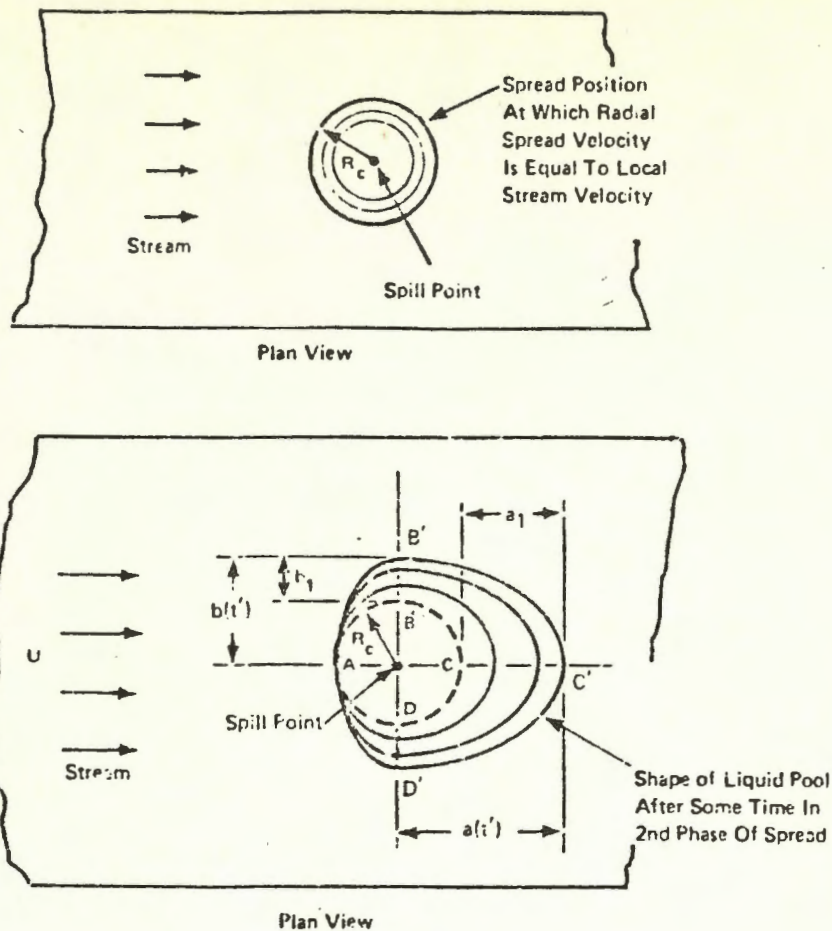 Spread Position
At Which Radial
Spread Velocity
Is Equal To Local
Stream Velocity
R_c
Stream
Spill Point
Plan View
a_1
B'
b_1
b(t')
B
R_c
U
A
C
C'
D
Spill Point
Stream
D'
Shape of Liquid Pool
After Some Time In
2nd Phase Of Spread
a(t')
Plan View